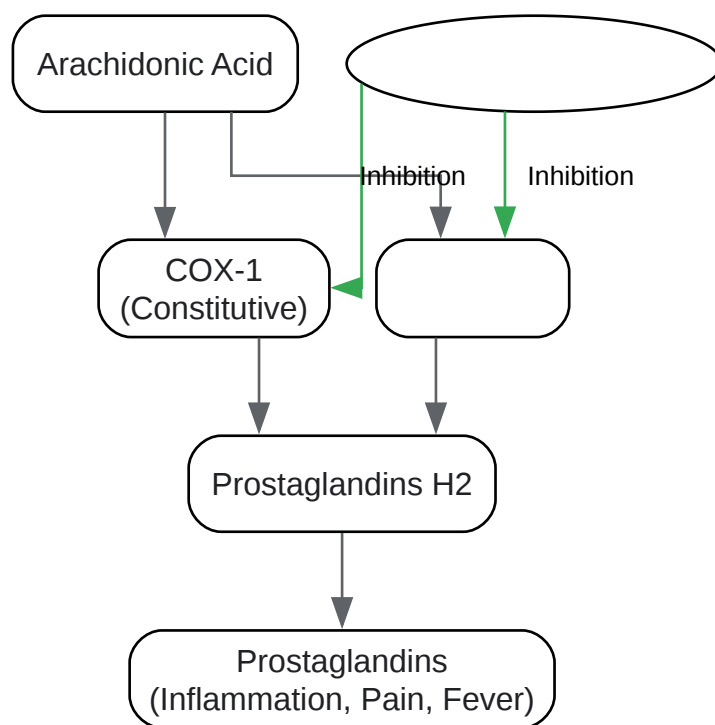 Arachidonic Acid
Inhibition
Inhibition
COX-1
(Constitutive)
Prostaglandins H2
Prostaglandins
(Inflammation, Pain, Fever)